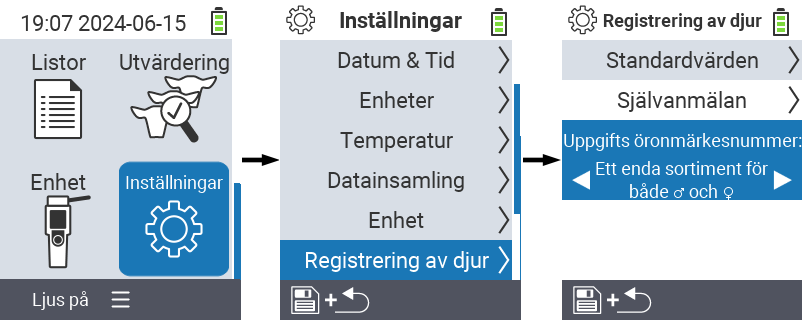 19:07 2024-06-15
Listor
Utvärdering
Enhet
Inställningar
Ljus på
Inställningar
Datum & Tid
Enheter
Temperatur
Datainsamling
Enhet
Registrering av djur
+
Registrering av djur
Standardvärden
Självanmälan
Uppgifts öronmärkesnummer:
Ett enda sortiment för
både ♂ och ♀
+